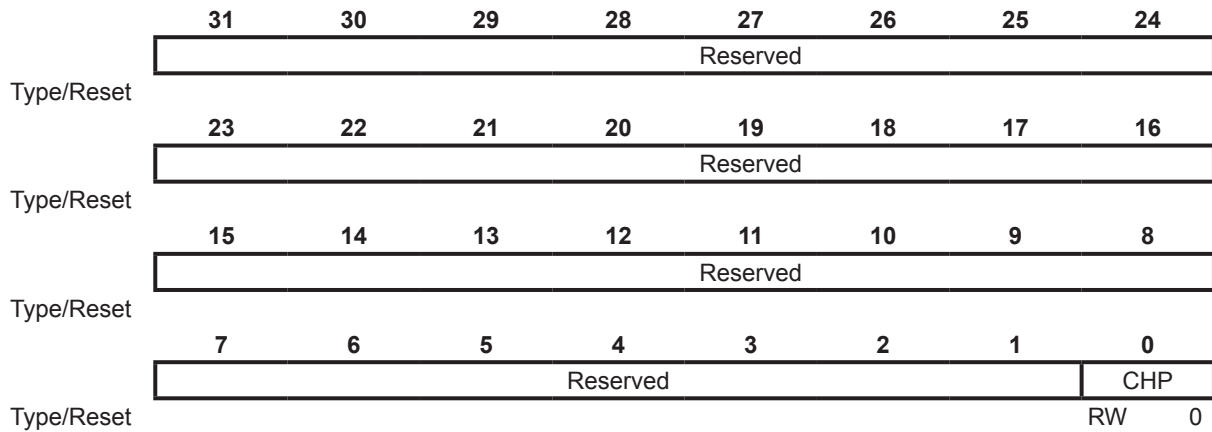 31 30 29 28 27 26 25 24
Reserved
Type/Reset
23 22 21 20 19 18 17 16
Reserved
Type/Reset
15 14 13 12 11 10 9 8
Reserved
Type/Reset
7 6 5 4 3 2 1 0
Reserved CHP
Type/Reset RW 0